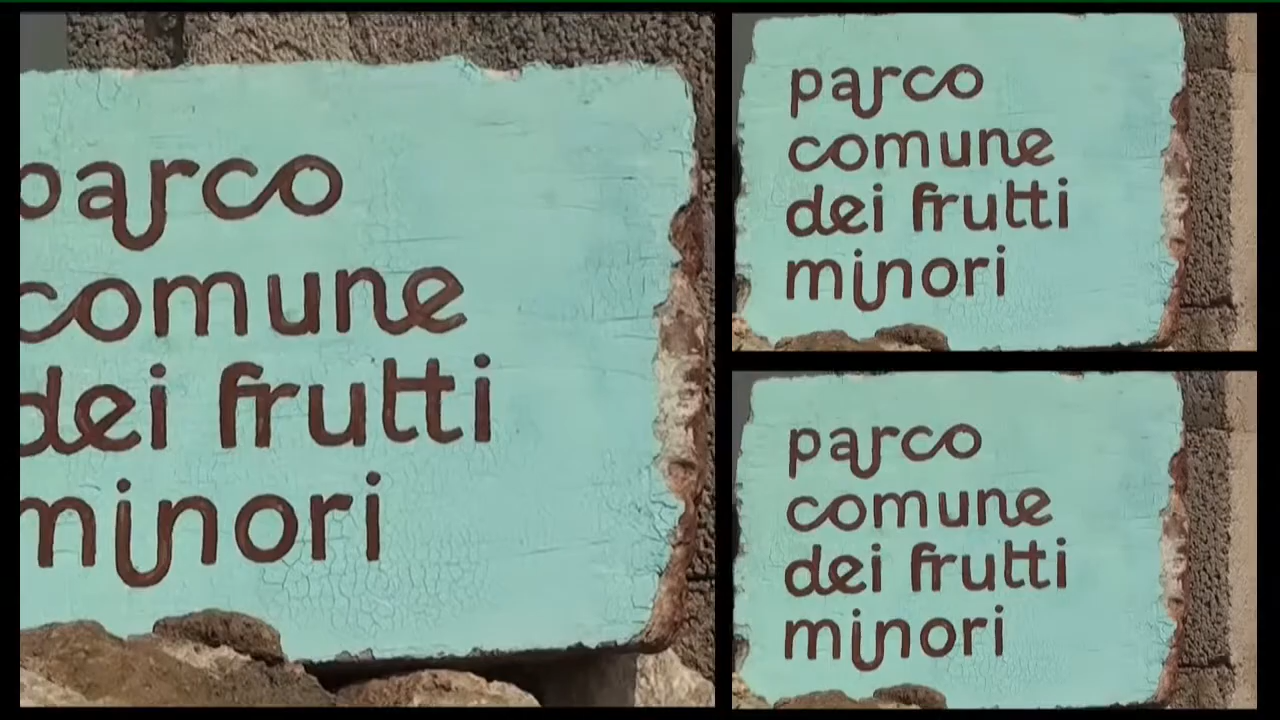 parco
comune
dei frutti
minori
parco
comune
dei frutti
minori
parco
comune
dei frutti
minori